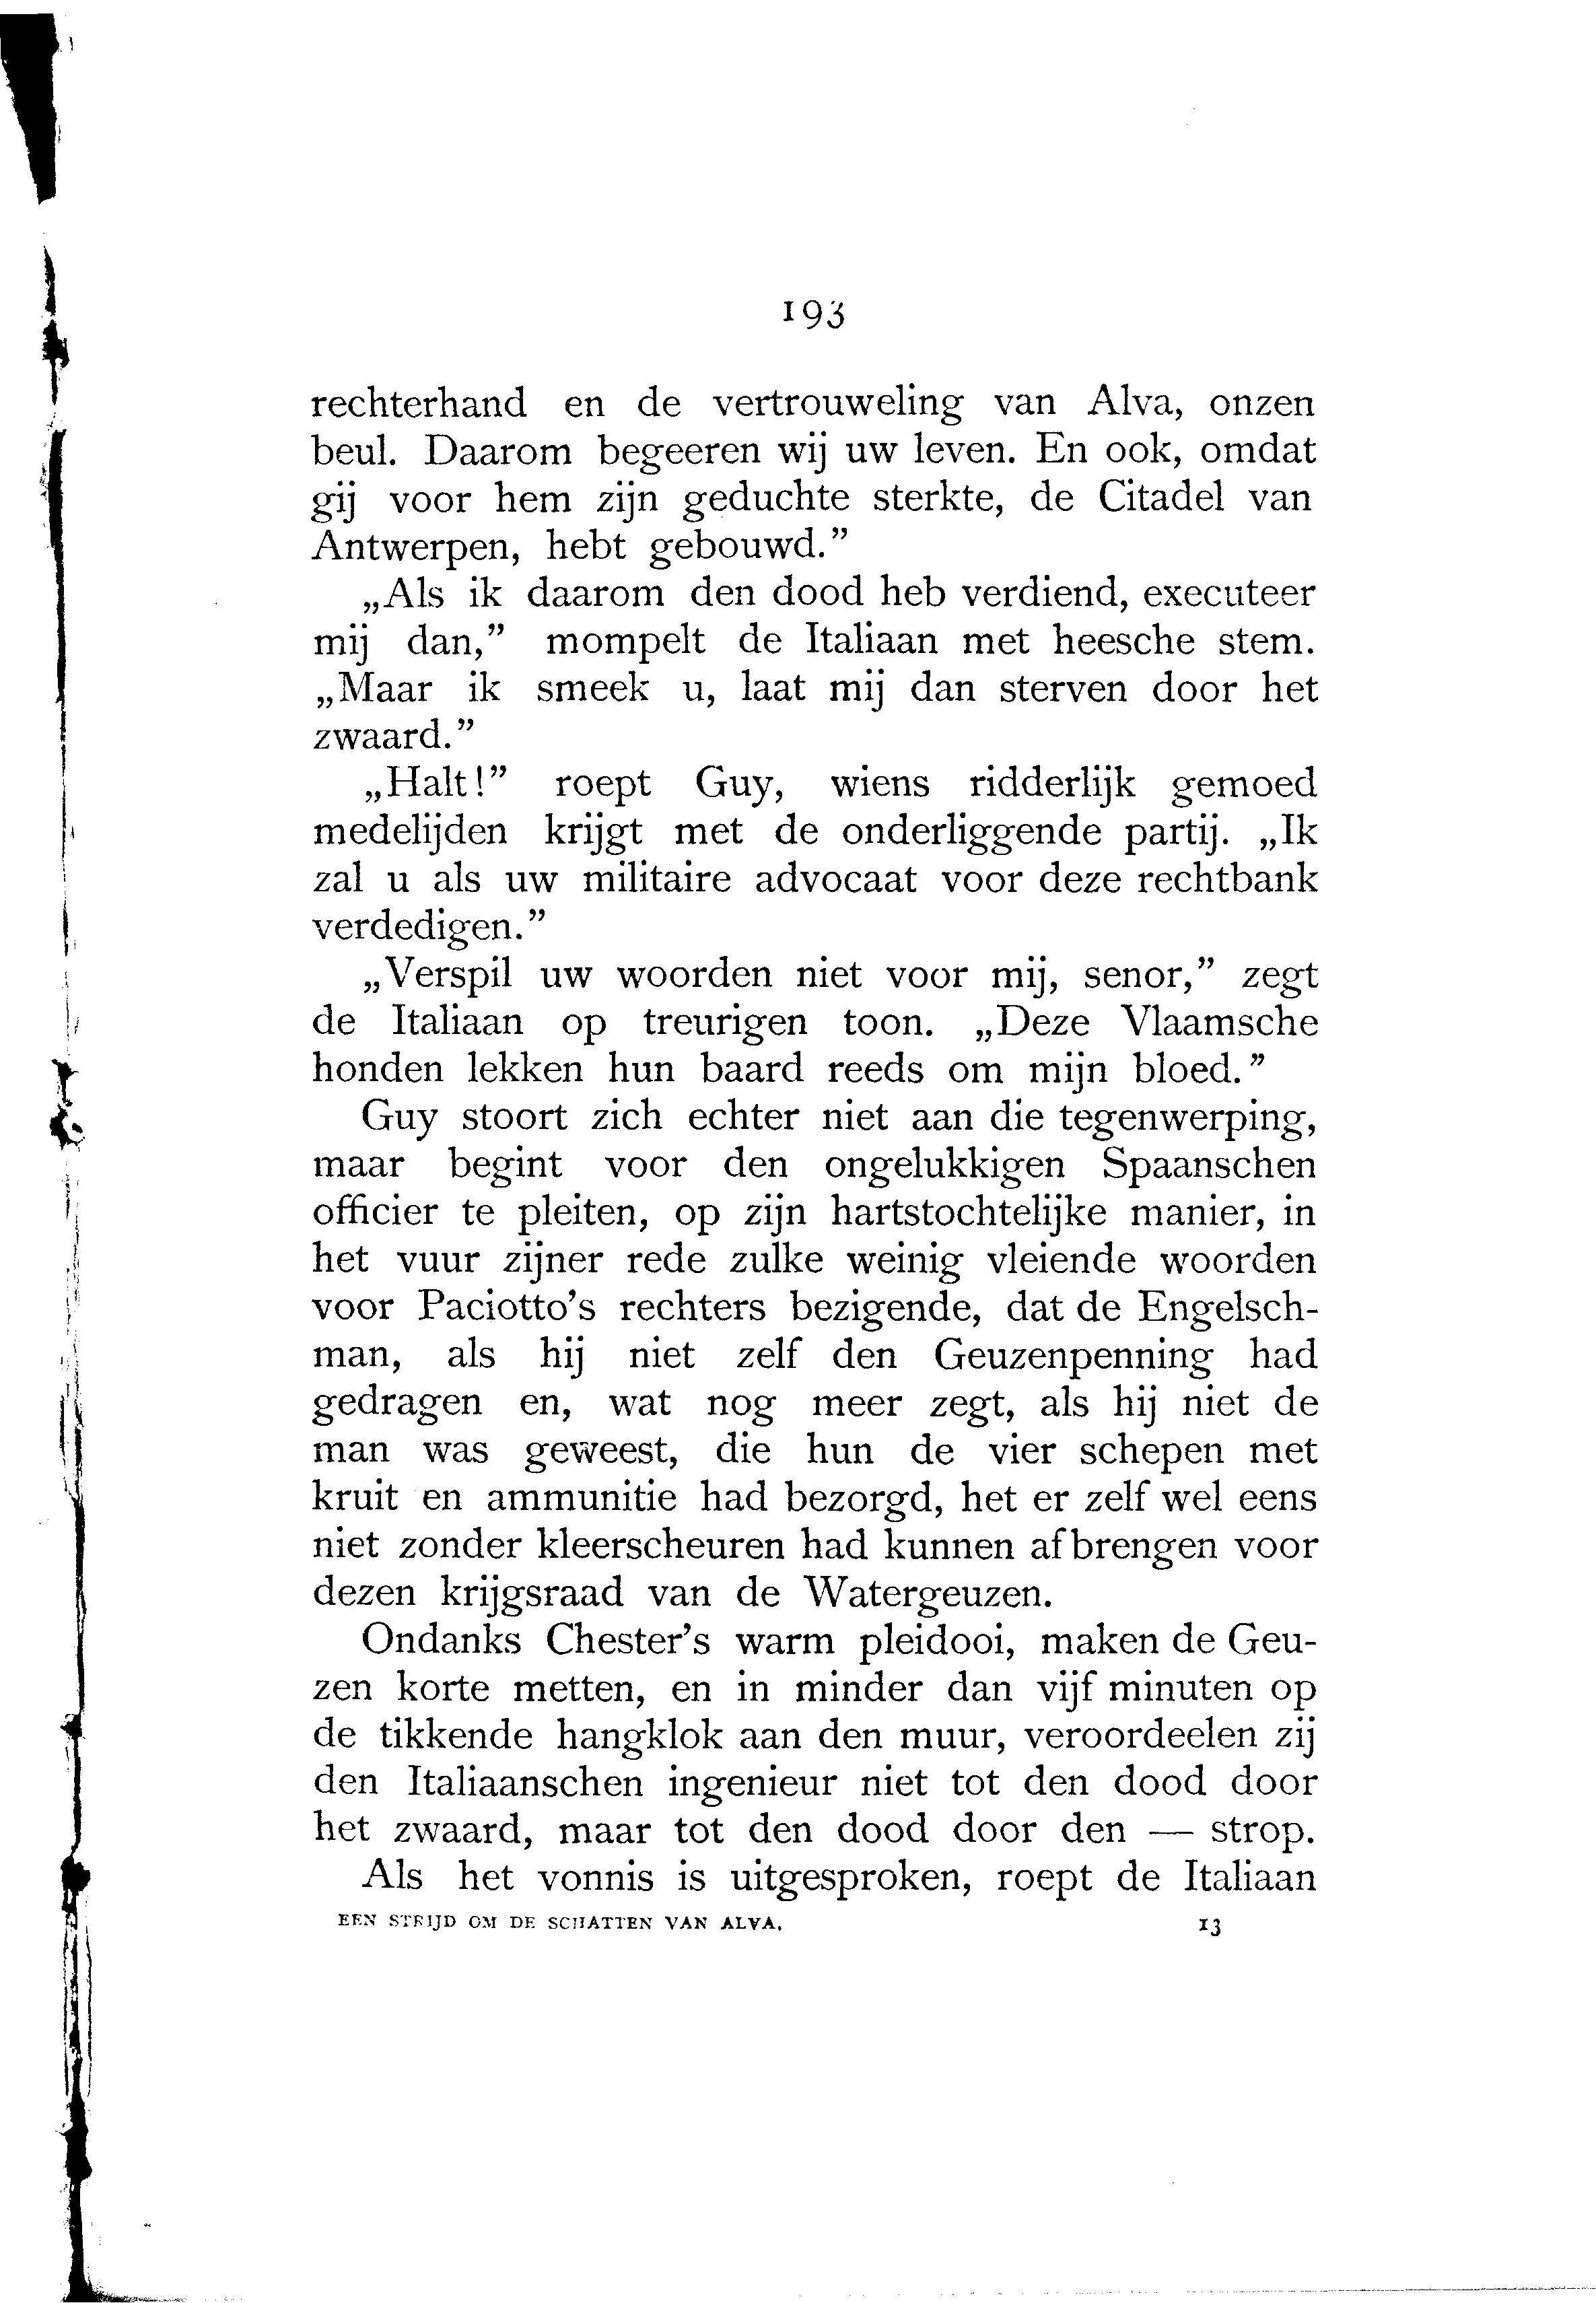 193
rechterhand en de vertrouweling van Alva, onzen
beul. Daarom begeeren wij uw leven. En ook, omdat
gij voor hem zijn geduchte sterkte, de Citadel van
Antwerpen, hebt gebouwd.”
„Als ik daarom den dood heb verdiend, executeer
mij dan,” mompelt de Italiaan met heesche stem.
„Maar ik smeek u, laat mij dan sterven door het
zwaard.”
„Halt!” roept Guy, wiens ridderlijk gemoed
medelijden krijgt met de onderliggende partij. „Ik
zal u als uw militaire advocaat voor deze rechtbank
verdedigen.”
„Verspil uw woorden niet voor mij, senor,” zegt
de Italiaan op treurigen toon. „Deze Vlaamsche
honden lekken hun baard reeds om mijn bloed.”
Guy stoort zich echter niet aan die tegenwerping,
maar begint voor den ongelukkigen Spaanschen
officier te pleiten, op zijn hartstochtelijke manier, in
het vuur zijner rede zulke weinig vleiende woorden
voor Paciotto’s rechters bezigende, dat de Engelsch-
man, als hij niet zelf den Geuzenpenning had
gedragen en, wat nog meer zegt, als hij niet de
man was geweest, die hun de vier schepen met
kruit en ammunitie had bezorgd, het er zelf wel eens
niet zonder kleerscheuren had kunnen afbrengen voor
dezen krijgsraad van de Watergeuzen.
Ondanks Chester’s warm pleidooi, maken de Geu-
zen korte metten, en in minder dan vijf minuten op
de tikkende hangklok aan den muur, veroordeelen zij
den Italiaanschen ingenieur niet tot den dood door
het zwaard, maar tot den dood door den — strop.
Als het vonnis is uitgesproken, roept de Italiaan
EEN STRIJD OM DE SCHATTEN VAN ALVA. 13